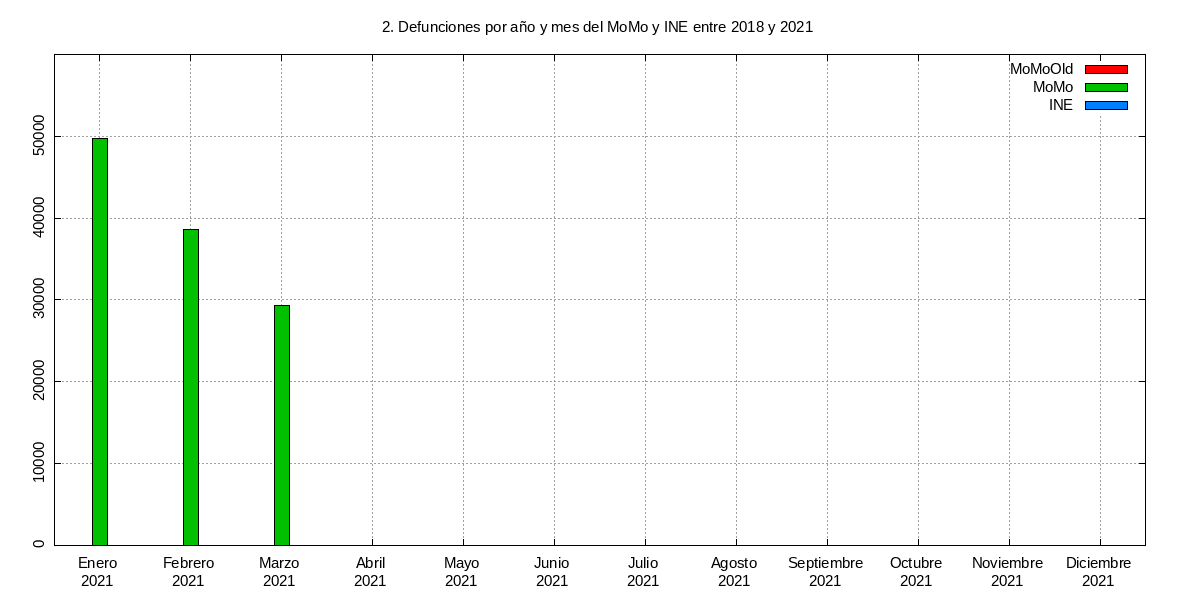 2. Defunciones por año y mes del MoMo y INE entre 2018 y 2021
MoMoOld
MoMo
INE
50000
40000
30000
20000
10000
0
Enero Febrero Marzo Abril Mayo Junio Julio Agosto Septiembre Octubre Noviembre Diciembre
2021 2021 2021 2021 2021 2021 2021 2021 2021 2021 2021 2021